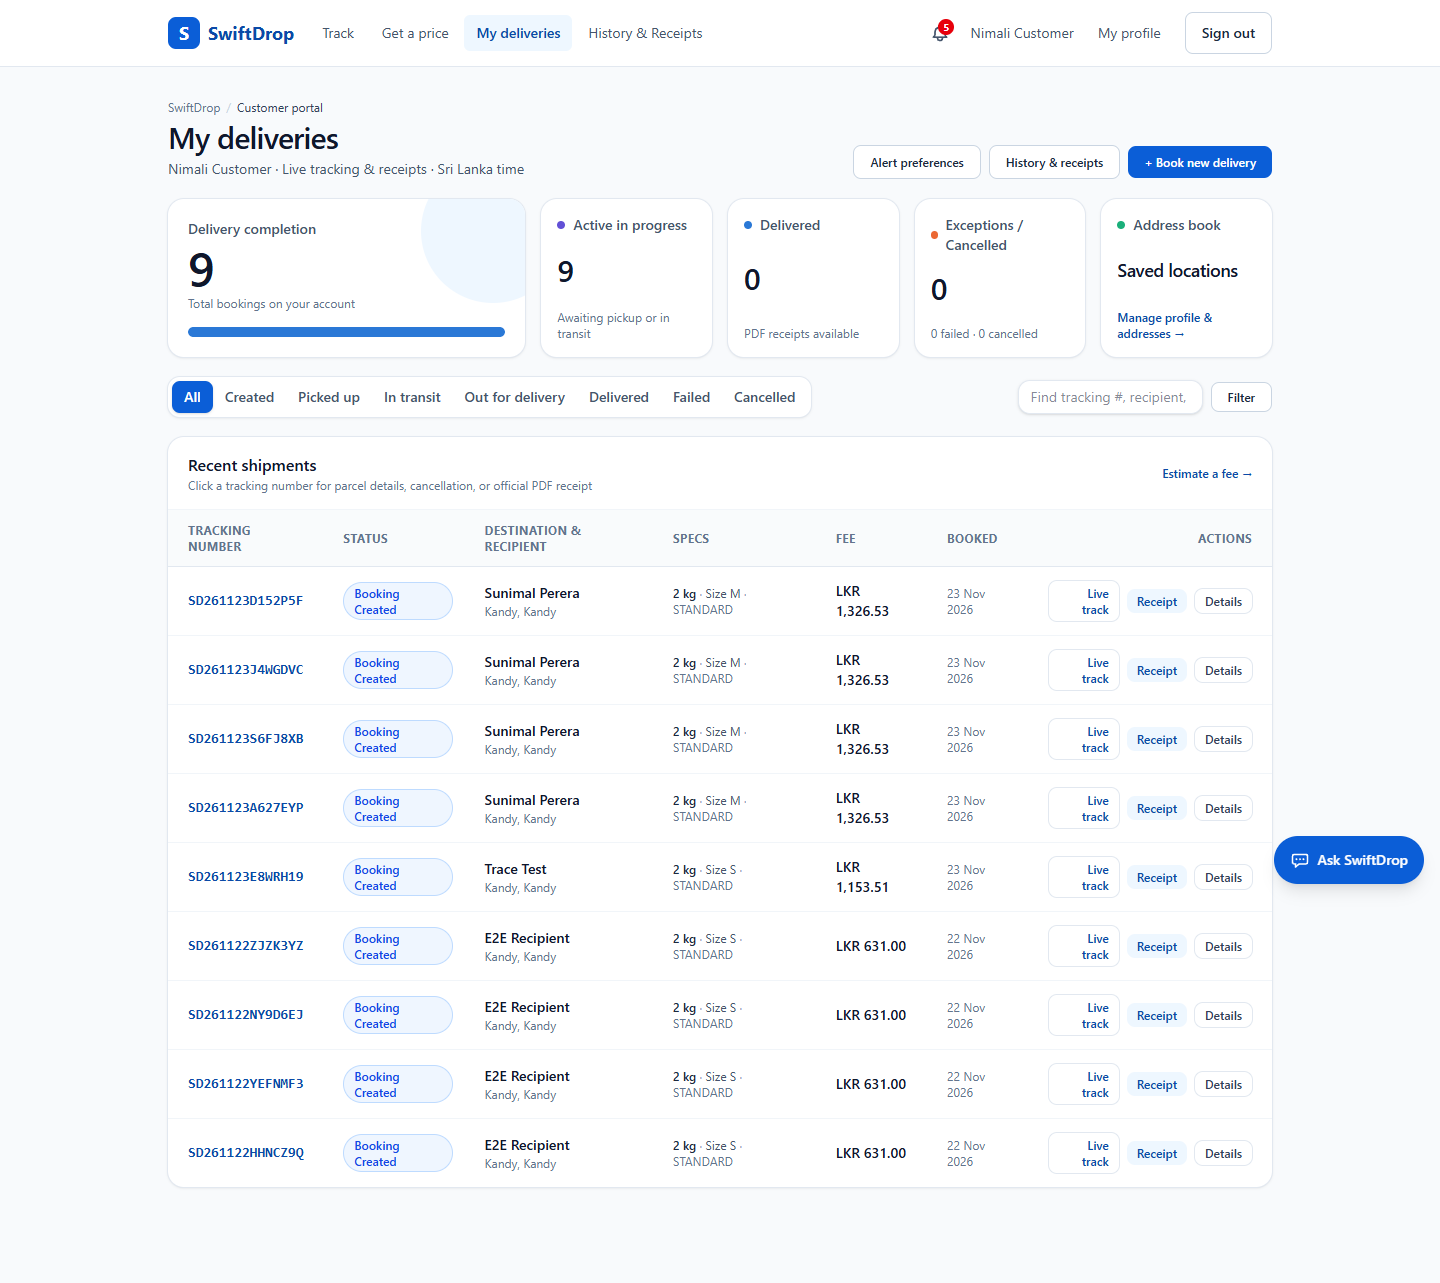 S SwiftDrop Track Get a price My deliveries History & Receipts 5 Nimali Customer My profile Sign out
SwiftDrop / Customer portal
My deliveries
Nimali Customer · Live tracking & receipts · Sri Lanka time
Alert preferences History & receipts + Book new delivery
Delivery completion
9
Total bookings on your account
Active in progress
9
Awaiting pickup or in
transit
Delivered
0
PDF receipts available
Exceptions /
Cancelled
0
0 failed · 0 cancelled
Address book
Saved locations
Manage profile &
addresses →
All Created Picked up In transit Out for delivery Delivered Failed Cancelled
Find tracking #, recipient, Filter
Recent shipments
Click a tracking number for parcel details, cancellation, or official PDF receipt
Estimate a fee →
TRACKING
NUMBER
STATUS
DESTINATION &
RECIPIENT
SPECS
FEE
BOOKED
ACTIONS
SD261123D152P5F
Booking
Created
Sunimal Perera
Kandy, Kandy
2 kg · Size M ·
STANDARD
LKR
1,326.53
23 Nov
2026
Live
track
Receipt
Details
SD261123J4WGDVC
Booking
Created
Sunimal Perera
Kandy, Kandy
2 kg · Size M ·
STANDARD
LKR
1,326.53
23 Nov
2026
Live
track
Receipt
Details
SD261123S6FJ8XB
Booking
Created
Sunimal Perera
Kandy, Kandy
2 kg · Size M ·
STANDARD
LKR
1,326.53
23 Nov
2026
Live
track
Receipt
Details
SD261123A627EYP
Booking
Created
Sunimal Perera
Kandy, Kandy
2 kg · Size M ·
STANDARD
LKR
1,326.53
23 Nov
2026
Live
track
Receipt
Details
SD261123E8WRH19
Booking
Created
Trace Test
Kandy, Kandy
2 kg · Size S ·
STANDARD
LKR
1,153.51
23 Nov
2026
Live
track
Receipt
Details
Ask SwiftDrop
SD261122ZJZK3YZ
Booking
Created
E2E Recipient
Kandy, Kandy
2 kg · Size S ·
STANDARD
LKR 631.00
22 Nov
2026
Live
track
Receipt
Details
SD261122NY9D6EJ
Booking
Created
E2E Recipient
Kandy, Kandy
2 kg · Size S ·
STANDARD
LKR 631.00
22 Nov
2026
Live
track
Receipt
Details
SD261122YEFNMF3
Booking
Created
E2E Recipient
Kandy, Kandy
2 kg · Size S ·
STANDARD
LKR 631.00
22 Nov
2026
Live
track
Receipt
Details
SD261122HHNCZ9Q
Booking
Created
E2E Recipient
Kandy, Kandy
2 kg · Size S ·
STANDARD
LKR 631.00
22 Nov
2026
Live
track
Receipt
Details